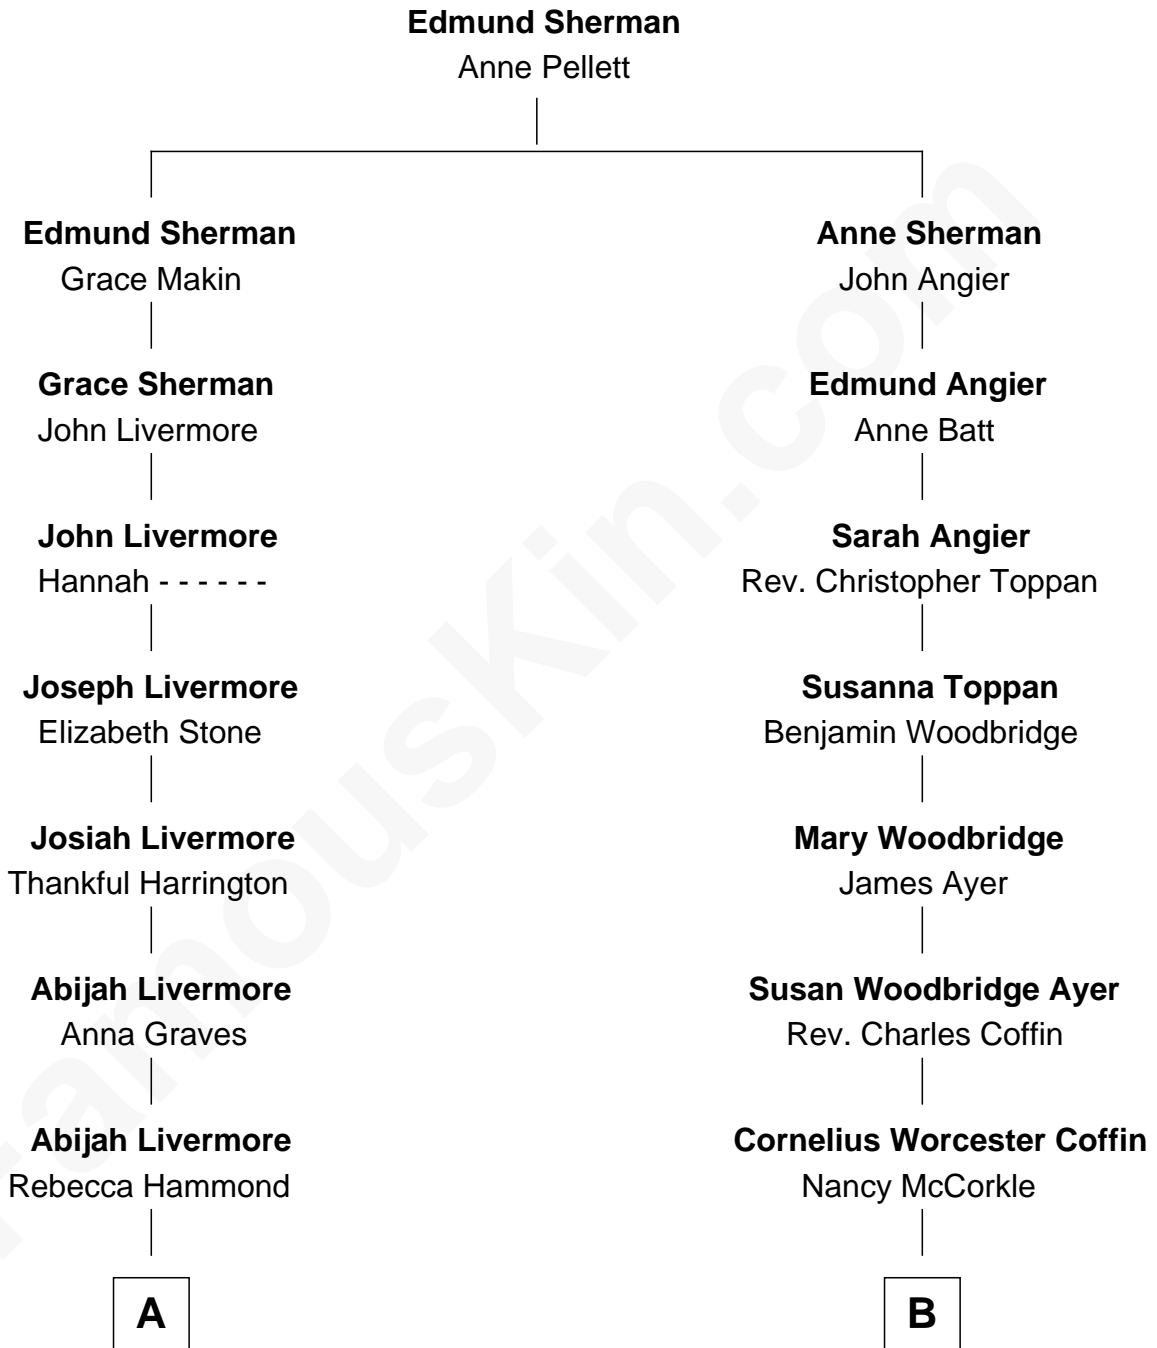 Edmund Sherman
Anne Pellett
Edmund Sherman
Grace Makin
Anne Sherman
John Angier
Grace Sherman
John Livermore
Edmund Angier
Anne Batt
John Livermore
Hannah - - - - - -
Sarah Angier
Rev. Christopher Toppan
Joseph Livermore
Elizabeth Stone
Susanna Toppan
Benjamin Woodbridge
Josiah Livermore
Thankful Harrington
Mary Woodbridge
James Ayer
Abijah Livermore
Anna Graves
Susan Woodbridge Ayer
Rev. Charles Coffin
Abijah Livermore
Rebecca Hammond
Cornelius Worcester Coffin
Nancy McCorkle
A
B
FamousKin.com